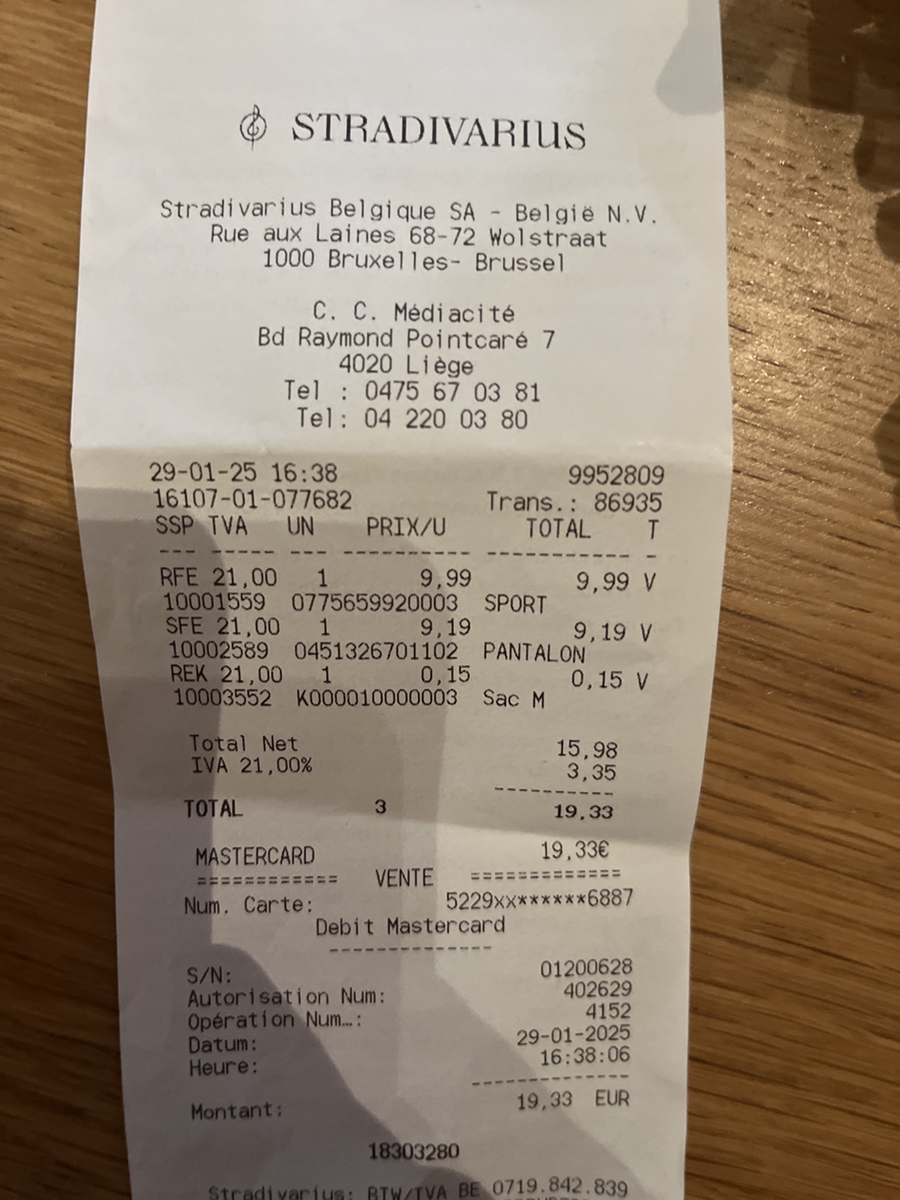 STRADIVARIUS
Stradivarius Belgique SA - België N.V.
Rue aux Laines 68-72 Wolstraat
1000 Bruxelles- Brussel
C. C. Médiacité
Bd Raymond Pointcaré 7
4020 Liège
Tel : 0475 67 03 81
Tel: 04 220 03 80
29-01-25 16:38 9952809
16107-01-077682 Trans.: 86935
SSP TVA UN PRIX/U TOTAL T
--- ----- --- ---------- ----------- -
RFE 21,00 1 9,99 9,99 V
10001559 0775659920003 SPORT
SFE 21,00 1 9,19 9,19 V
10002589 0451326701102 PANTALON
REK 21,00 1 0,15 0,15 V
10003552 K000010000003 Sac M
Total Net 15,98
IVA 21,00% 3,35
----------
TOTAL 3 19,33
MASTERCARD 19,33€
============ VENTE =============
Num. Carte: 5229xx******6887
Debit Mastercard
--------------
S/N: 01200628
Autorisation Num: 402629
Opération Num…: 4152
Datum: 29-01-2025
Heure: 16:38:06
--------------
Montant: 19,33 EUR
18303280
Stradivarius: BTW/TVA BE 0719.842.839